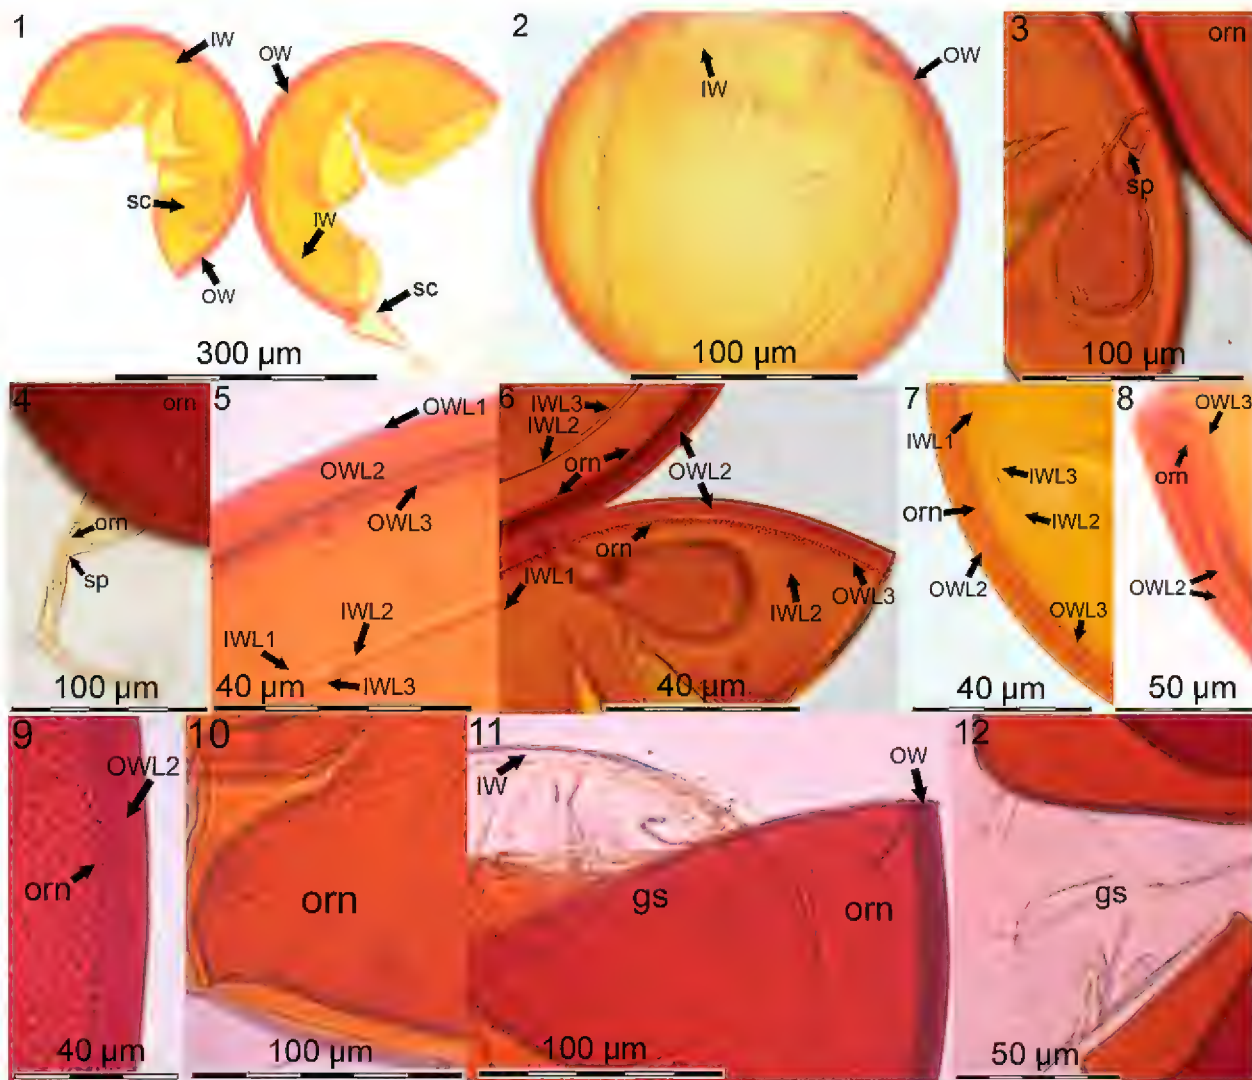 1
IW
OW
sc
IW
OW
sc
300 µm
2
IW
OW
100 µm
3
orn
sp
100 µm
4
orn
orn
sp
100 µm
5
OWL1
OWL2
OWL3
IWL2
IWL1
IWL3
40 µm
6
IWL3
IWL2
orn
OWL2
orn
IWL1
IWL2
OWL3
40 µm
7
IWL1
IWL3
orn
IWL2
OWL2
OWL3
40 µm
8
OWL3
orn
OWL2
50 µm
9
OWL2
orn
40 µm
10
orn
100 µm
11
IW
OW
gs
orn
100 µm
12
gs
50 µm